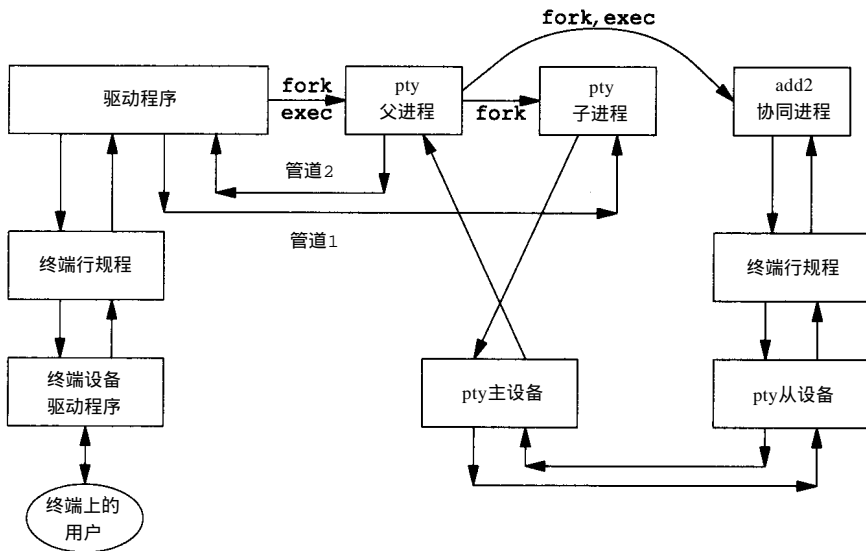 fork, exec
驱动程序
fork
exec
pty
父进程
fork
pty
子进程
add2
协同进程
管道2
管道1
终端行规程
终端行规程
终端设备
驱动程序
pty主设备
pty从设备
终端上的
用户